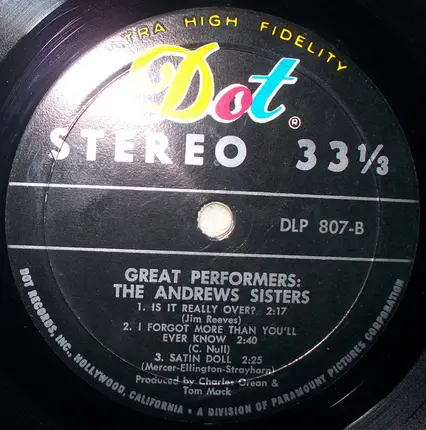 ULTRA HIGH FIDELITY
Dot®
STEREO 33⅓
DLP 807-B
GREAT PERFORMERS:
THE ANDREWS SISTERS
1. IS IT REALLY OVER? 2:17
(Jim Reeves)
2. I FORGOT MORE THAN YOU'LL
EVER KNOW 2:40
(C. Null)
3. SATIN DOLL 2:25
(Mercer-Ellington-Strayhorn)
Produced by Charles Grean &
Tom Mack
DOT RECORDS, INC., HOLLYWOOD, CALIFORNIA • A DIVISION OF PARAMOUNT PICTURES CORPORATION